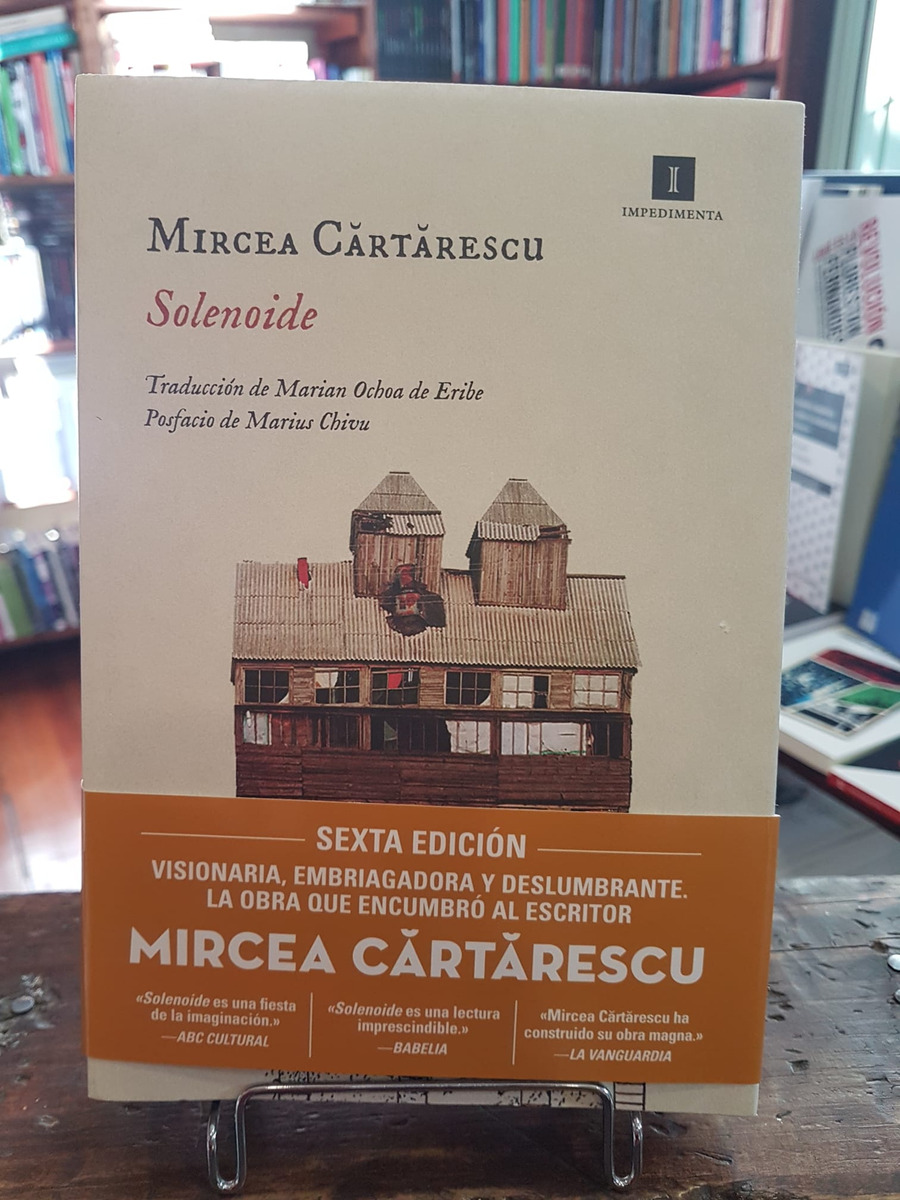 I
IMPEDIMENTA
MIRCEA CĂRTĂRESCU
Solenoide
Traducción de Marian Ochoa de Eribe
Posfacio de Marius Chivu
SEXTA EDICIÓN
VISIONARIA, EMBRIAGADORA Y DESLUMBRANTE.
LA OBRA QUE ENCUMBRÓ AL ESCRITOR
MIRCEA CĂRTĂRESCU
«Solenoide es una fiesta
de la imaginación.»
—ABC CULTURAL
«Solenoide es una lectura
imprescindible.»
—BABELIA
«Mircea Cărtărescu ha
construido su obra magna.»
—LA VANGUARDIA
REVOLUCIÓN